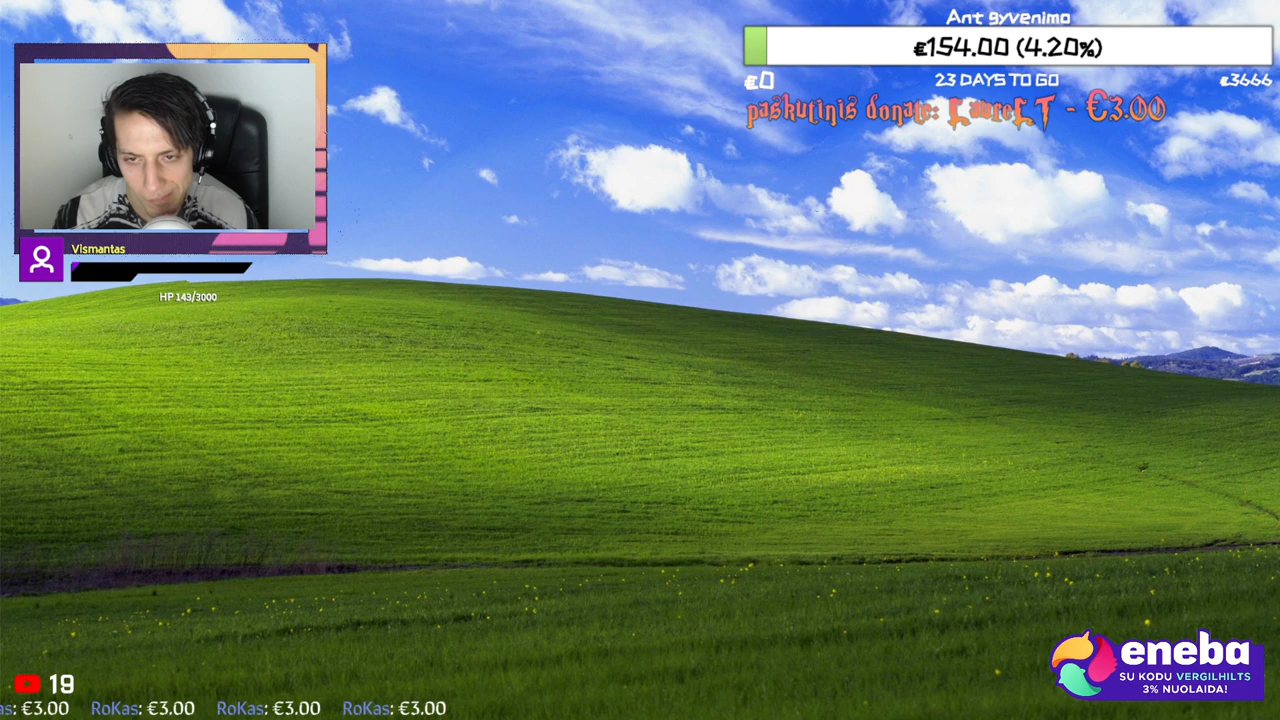 Ant gyvenimo
€154.00 (4.20%)
€0 23 DAYS TO GO €3666
paskutinis donate: LaureLT - €3.00
Vismantas
HP 143/3000
eneba
SU KODU VERGILHILTS
3% NUOLAIDA!
19
as: €3.00 RoKas: €3.00 RoKas: €3.00 RoKas: €3.00